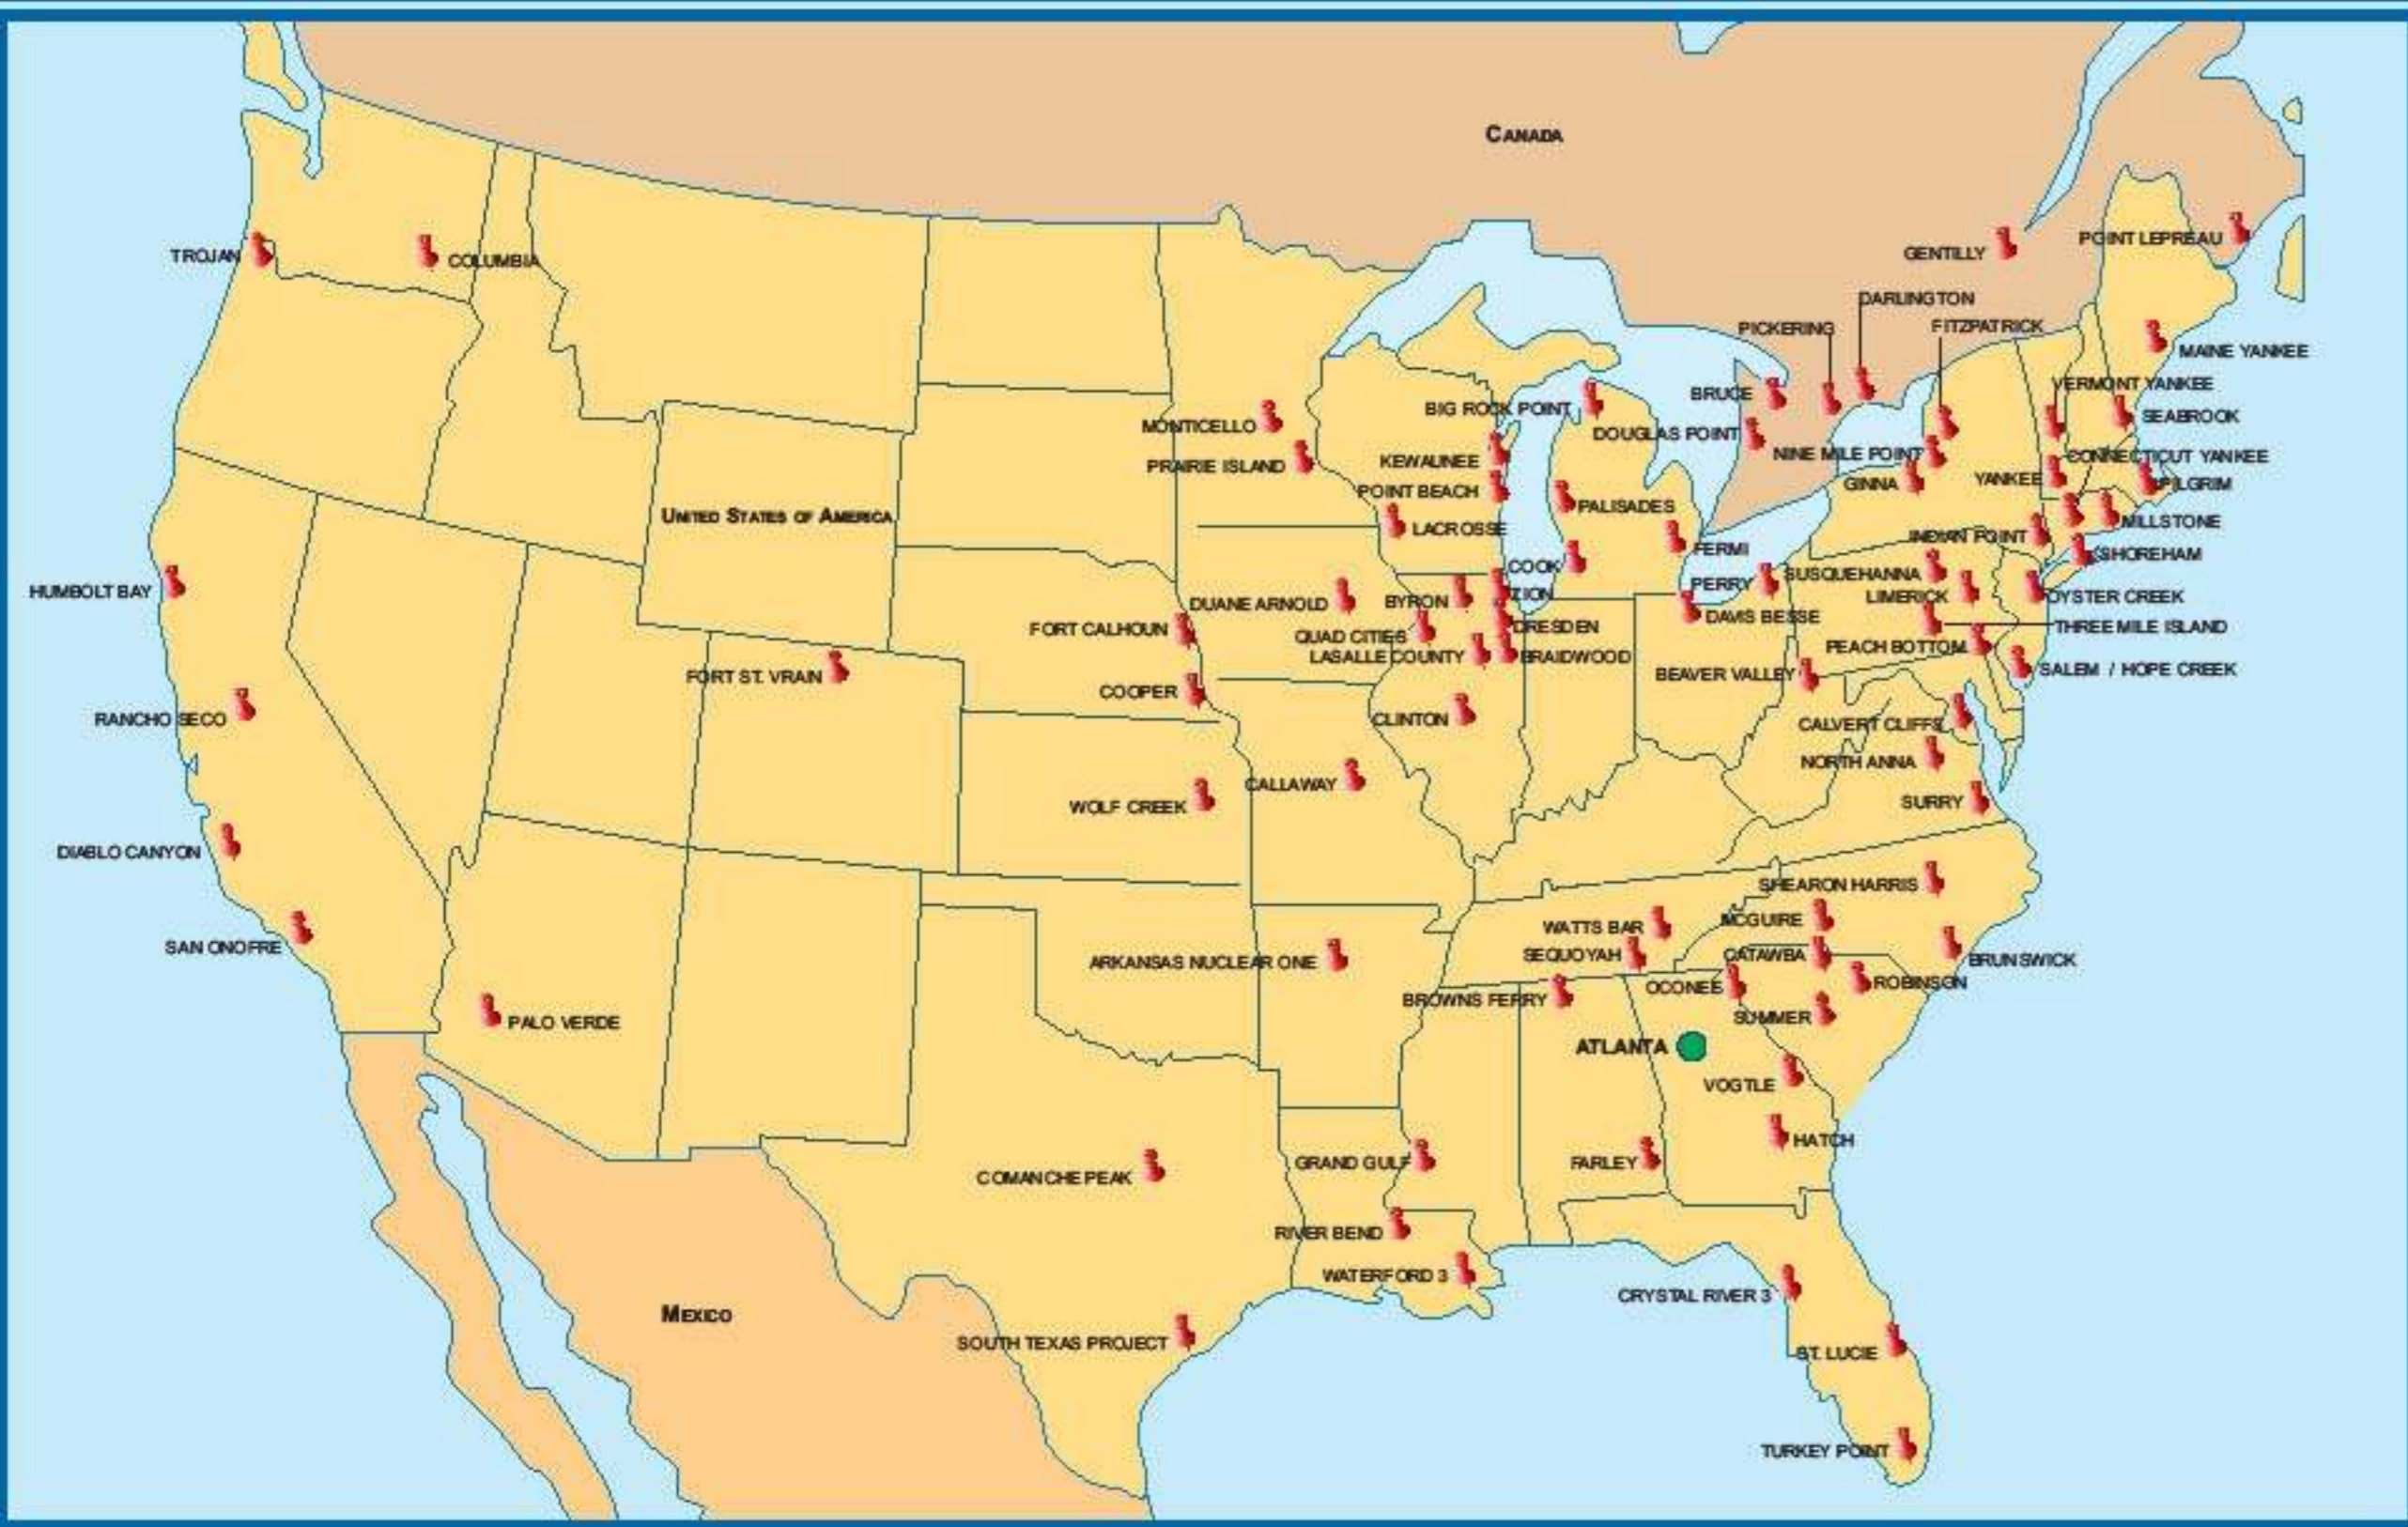 CANADA
TROJAN
COLUMBIA
GENTILLY
POINT LEPREAU
DARLINGTON
PICKERING
FITZPATRICK
MAINE YANKEE
BRUCE
VERMONT YANKEE
BIG ROCK POINT
SEABROOK
MONTICELLO
DOUGLAS POINT
NINE MILE POINT
CONNECTICUT YANKEE
PRAIRIE ISLAND
KEWAUNEE
YANKEE
GINNA
PILGRIM
POINT BEACH
PALISADES
UNITED STATES OF AMERICA
MILLSTONE
LACROSSE
INDIAN POINT
FERMI
SHOREHAM
COOK
SUSQUEHANNA
PERRY
HUMBOLT BAY
ZION
LIMERICK
OYSTER CREEK
DUANE ARNOLD
BYRON
DAVIS BESSE
FORT CALHOUN
QUAD CITIES
DRESDEN
THREE MILE ISLAND
PEACH BOTTOM
LASALLE COUNTY
BRAIDWOOD
SALEM / HOPE CREEK
FORT ST. VRAIN
BEAVER VALLEY
COOPER
RANCHO SECO
CLINTON
CALVERT CLIFFS
NORTH ANNA
CALLAWAY
SURRY
WOLF CREEK
DIABLO CANYON
SHEARON HARRIS
MCGUIRE
WATTS BAR
SAN ONOFRE
SEQUOYAH
CATAWBA
BRUNSWICK
ARKANSAS NUCLEAR ONE
ROBINSON
OCONEE
BROWNS FERRY
SUMMER
PALO VERDE
ATLANTA
VOGTLE
HATCH
GRAND GULF
FARLEY
COMANCHE PEAK
RIVER BEND
WATERFORD 3
CRYSTAL RIVER 3
MEXICO
SOUTH TEXAS PROJECT
ST. LUCIE
TURKEY POINT